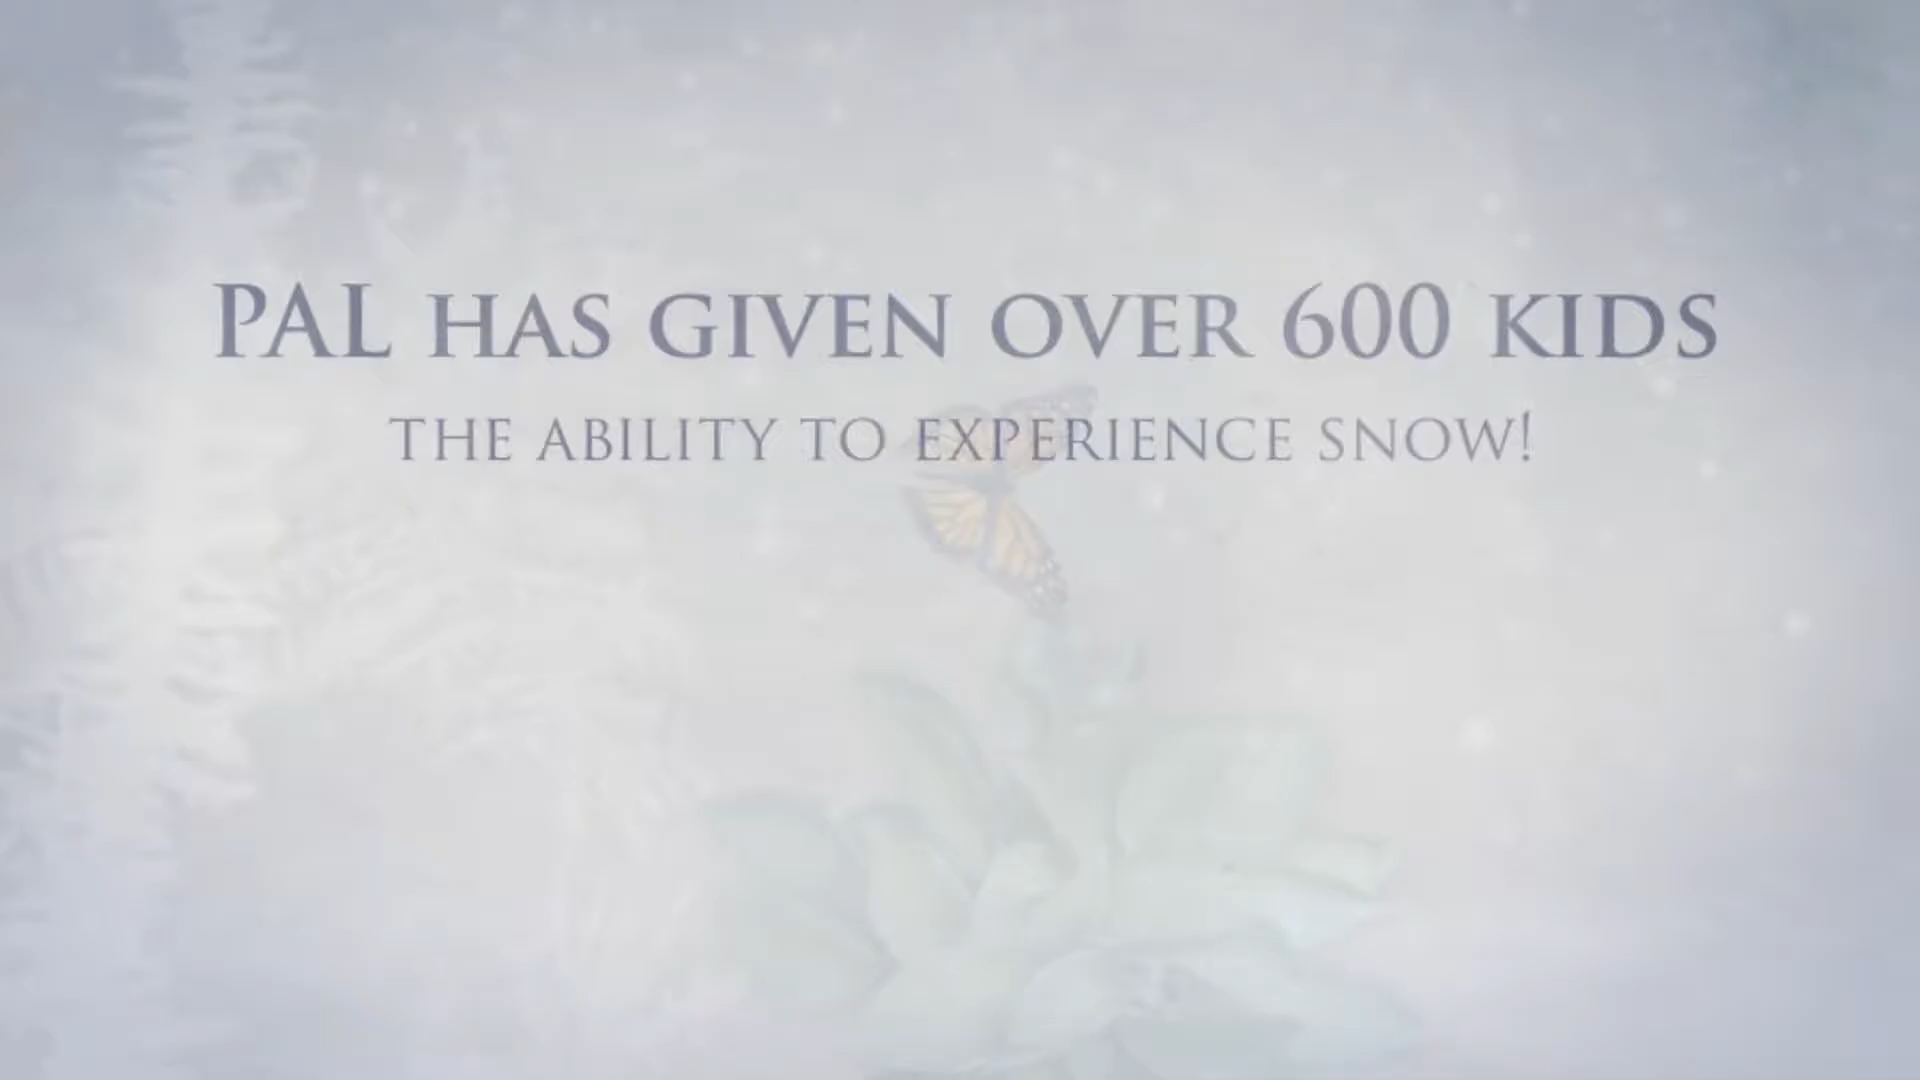 PAL HAS GIVEN OVER 600 KIDS
THE ABILITY TO EXPERIENCE SNOW!